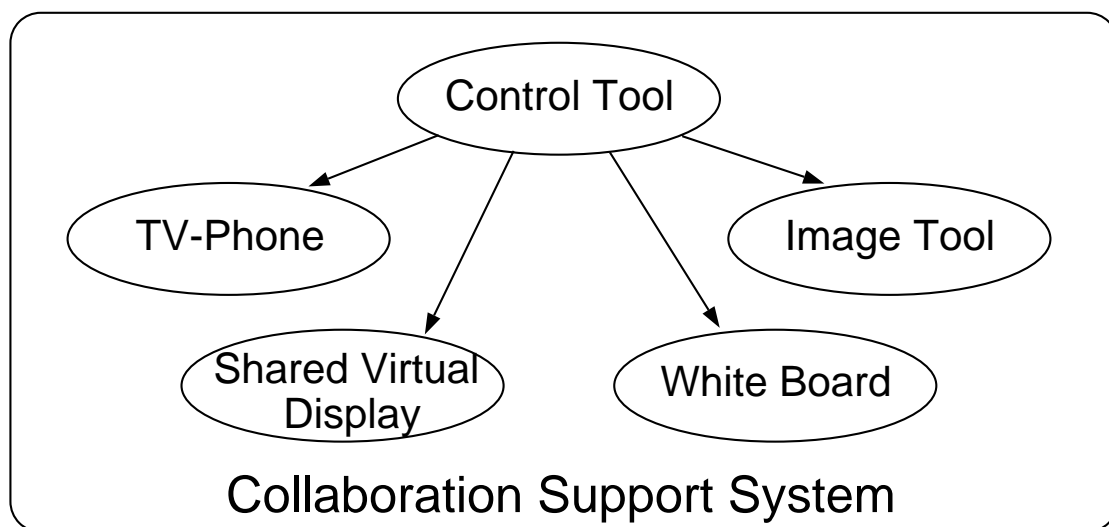 Control Tool
TV-Phone
Image Tool
Shared Virtual
Display
White Board
Collaboration Support System